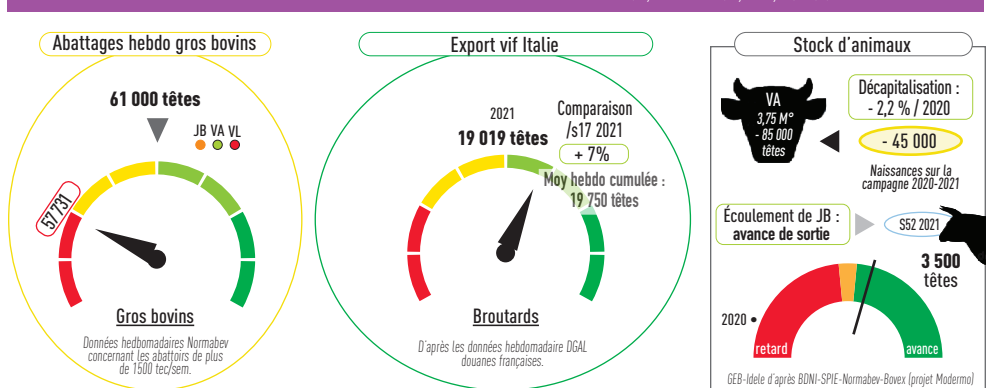 Abattages hebdo gros bovins
61 000 têtes
JB VA VL
57 731
Gros bovins
Données hedbomadaires Normabev
concernant les abattoirs de plus
de 1500 tec/sem.
Export vif Italie
2021
19 019 têtes
Comparaison
/s17 2021
+ 7%
Moy hebdo cumulée :
19 750 têtes
Broutards
D'après les données hebdomadaire DGAL
douanes françaises.
Stock d'animaux
VA
3,75 M°
- 85 000
têtes
Décapitalisation :
- 2,2 % / 2020
- 45 000
Naissances sur la
campagne 2020-2021
Écoulement de JB :
avance de sortie
S52 2021
3 500
têtes
2020
retard
avance
GEB-Idele d'après BDNI-SPIE-Normabev-Bovex (projet Modermo)